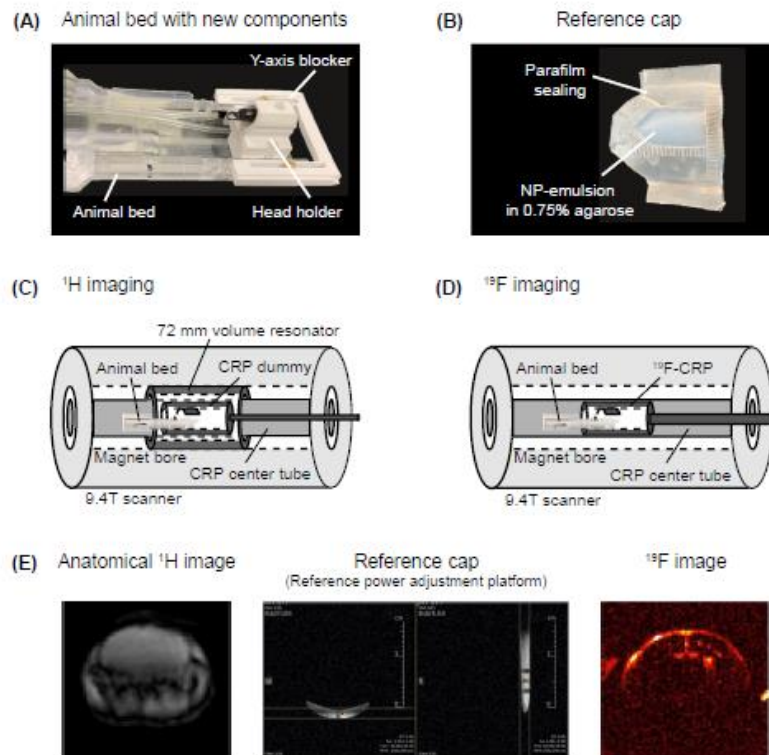 (A) Animal bed with new components
Y-axis blocker
Animal bed
Head holder
(B) Reference cap
Parafilm
sealing
NP-emulsion
in 0.75% agarose
(C) ¹H imaging
72 mm volume resonator
Animal bed
CRP dummy
Magnet bore
CRP center tube
9.4T scanner
(D) ¹⁹F imaging
Animal bed
¹⁹F-CRP
Magnet bore
CRP center tube
9.4T scanner
(E) Anatomical ¹H image
Reference cap
(Reference power adjustment platform)
¹⁹F image